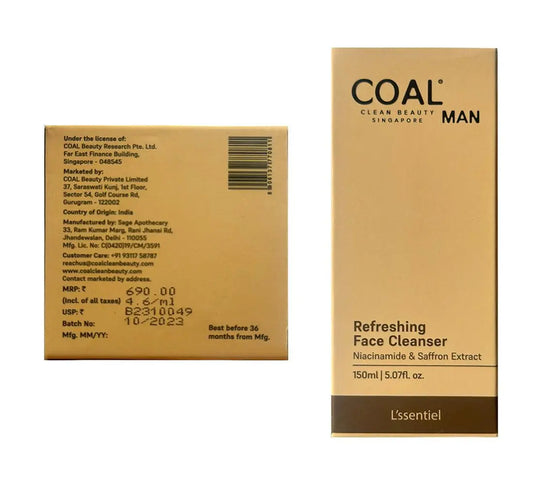 Under the license of:
COAL Beauty Research Pte. Ltd.
Far East Finance Building,
Singapore - 048545
Marketed by:
COAL Beauty Private Limited
37, Saraswati Kunj, 1st Floor,
Sector 54, Golf Course Rd,
Gurugram - 122002
Country of Origin: India
Manufactured by: Sage Apothecary
33, Ram Kumar Marg, Rani Jhanai Rd,
Jhandewalan, Delhi - 110055
Mfg. Lic. No: C(0420)19/CM/3591
Customer Care: +91 93117 58787
reachus@coalcleanbeauty.com
www.coalcleanbeauty.com
Contact marketed by address.
MRP: ₹ 690.00
(Incl. of all taxes) 4.6/ml
USP: ₹ B2310049
Batch No: 10/2023
Mfg. MM/YY:
Best before 36
months from Mfg.
COAL®
CLEAN BEAUTY
SINGAPORE
MAN
Refreshing
Face Cleanser
Niacinamide & Saffron Extract
150ml | 5.07fl. oz.
L'ssentiel